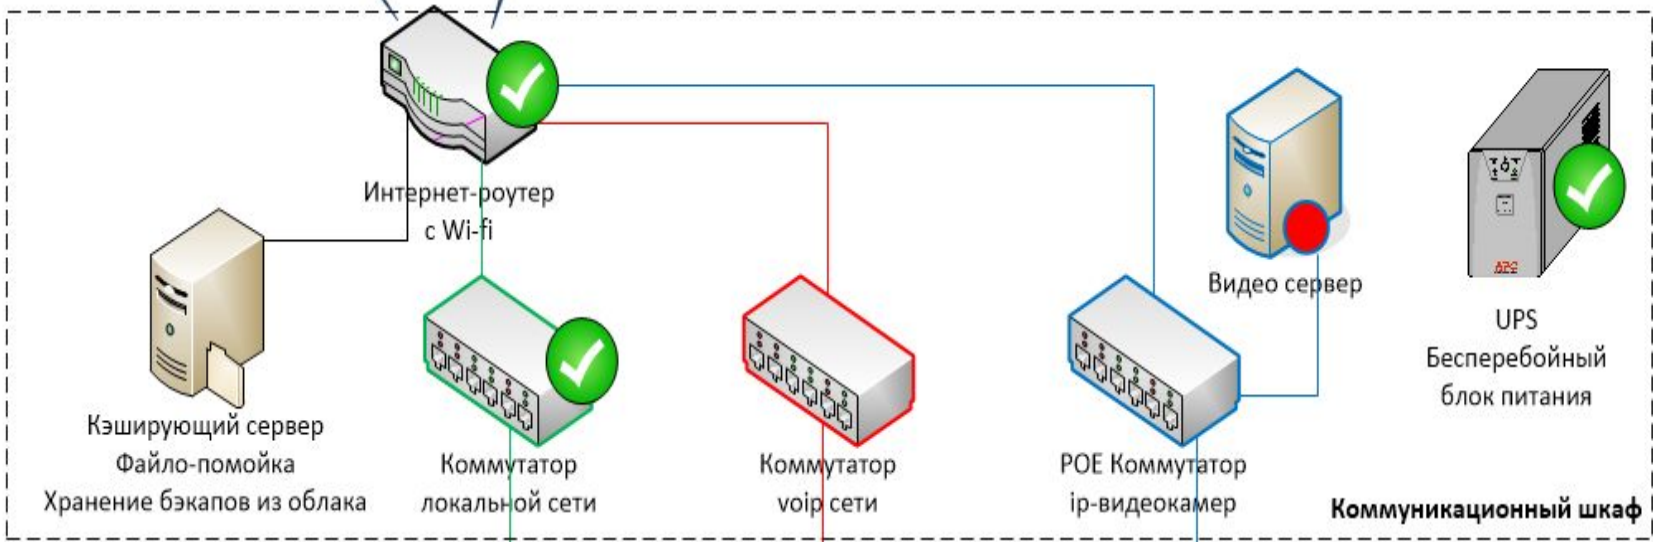 Интернет-роутер
с Wi-fi
Видео сервер
APC
UPS
Бесперебойный
блок питания
Кэширующий сервер
Файло-помойка
Хранение бэкапов из облака
Коммутатор
локальной сети
Коммутатор
voip сети
POE Коммутатор
ip-видеокамер
Коммуникационный шкаф